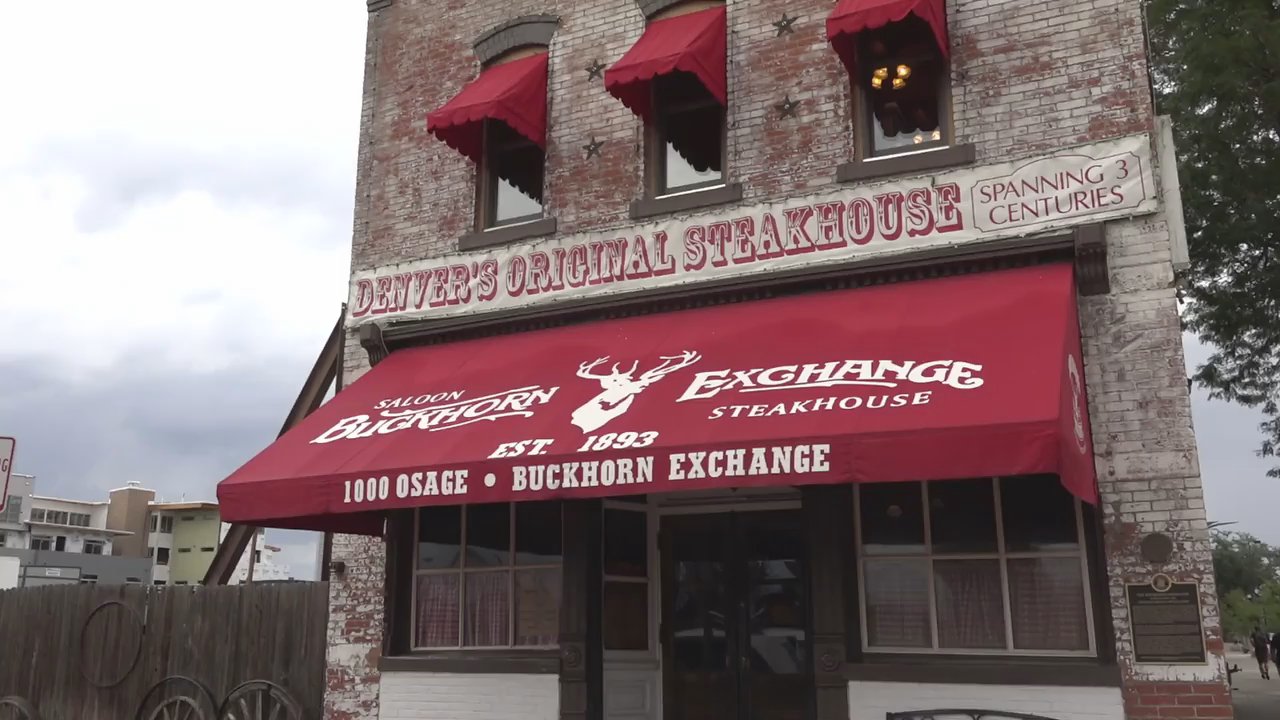 DENVER'S ORIGINAL STEAKHOUSE
SPANNING 3
CENTURIES
SALOON
BUCKHORN EXCHANGE
STEAKHOUSE
EST. 1893
1000 OSAGE • BUCKHORN EXCHANGE